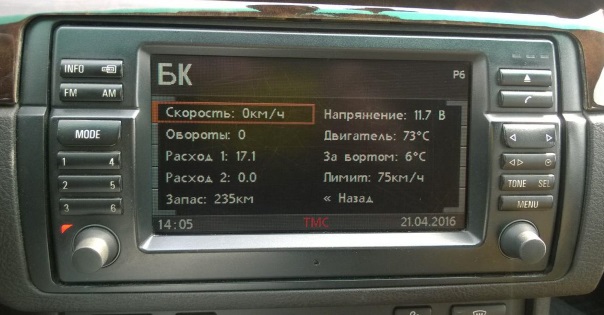 БК
P6
Скорость: 0км/ч
Обороты: 0
Расход 1: 17.1
Расход 2: 0.0
Запас: 235км
Напряжение: 11.7 В
Двигатель: 73°C
За бортом: 6°C
Лимит: 75км/ч
« Назад
14:05
TMC
21.04.2016
INFO
FM AM
MODE
1 4
2 5
3 6
TONE SEL
MENU